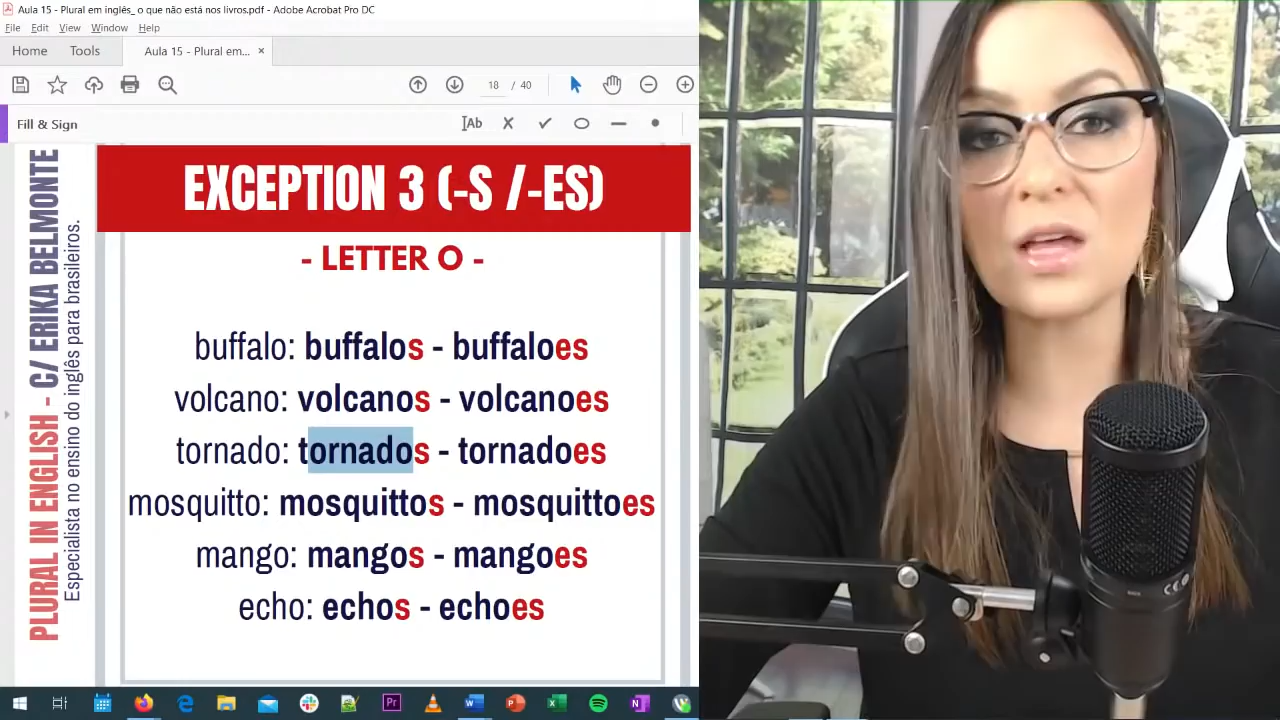 Aula 15 - Plural em inglês_ o que não está nos livros.pdf - Adobe Acrobat Pro DC
File Edit View Window Help
Home Tools Aula 15 - Plural em... ×
18 / 40
Fill & Sign
IAb
PLURAL IN ENGLISH - C/ ERIKA BELMONTE
Especialista no ensino do inglês para brasileiros.
EXCEPTION 3 (-S /-ES)
- LETTER O -
buffalo: buffalos - buffaloes
volcano: volcanos - volcanoes
tornado: tornados - tornadoes
mosquitto: mosquittos - mosquittoes
mango: mangos - mangoes
echo: echos - echoes